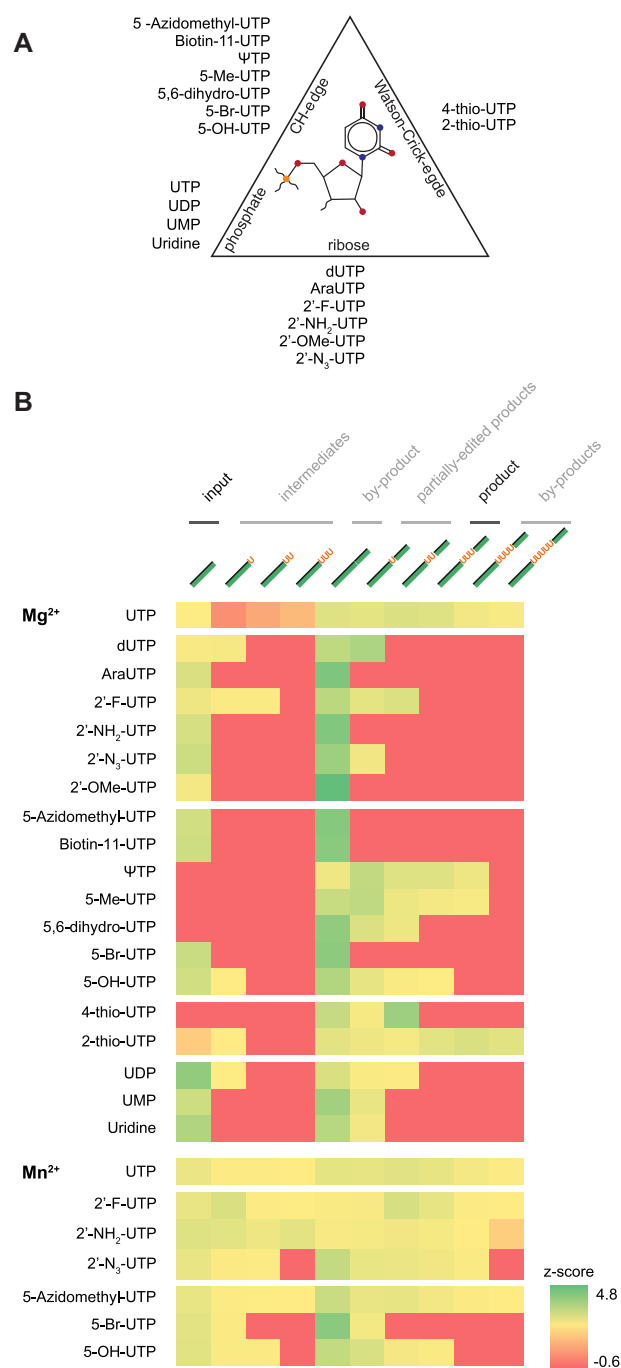 A
5 -Azidomethyl-UTP
Biotin-11-UTP
ΨTP
5-Me-UTP
5,6-dihydro-UTP
5-Br-UTP
5-OH-UTP
CH-edge
Watson-Crick-egde
4-thio-UTP
2-thio-UTP
UTP
UDP
UMP
Uridine
phosphate
ribose
dUTP
AraUTP
2'-F-UTP
2'-NH₂-UTP
2'-OMe-UTP
2'-N₃-UTP
B
input
intermediates
by-product
partially-edited products
product
by-products
U
UU
UUU
U
UU
UUU
UUUU
UUUUU
Mg²⁺
UTP
dUTP
AraUTP
2'-F-UTP
2'-NH₂-UTP
2'-N₃-UTP
2'-OMe-UTP
5-Azidomethyl-UTP
Biotin-11-UTP
ΨTP
5-Me-UTP
5,6-dihydro-UTP
5-Br-UTP
5-OH-UTP
4-thio-UTP
2-thio-UTP
UDP
UMP
Uridine
Mn²⁺
UTP
2'-F-UTP
2'-NH₂-UTP
2'-N₃-UTP
5-Azidomethyl-UTP
5-Br-UTP
5-OH-UTP
z-score
4.8
-0.6